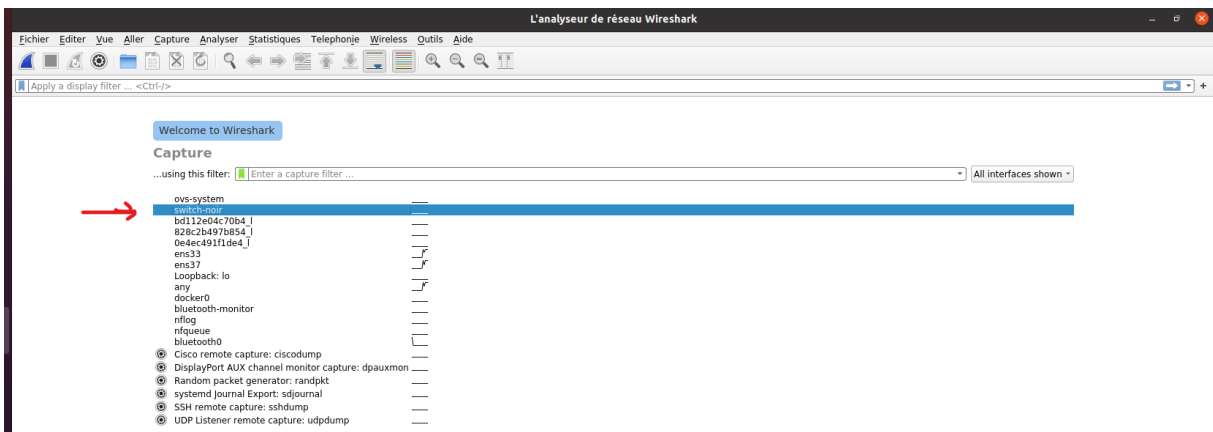 L'analyseur de réseau Wireshark
Fichier Editer Vue Aller Capture Analyser Statistiques Telephonie Wireless Outils Aide
Apply a display filter ... <Ctrl-/>
Welcome to Wireshark
Capture
...using this filter: Enter a capture filter ... All interfaces shown
ovs-system
switch-noir
bd112e04c70b4_l
828c2b497b854_l
0e4ec491f1de4_l
ens33
ens37
Loopback: lo
any
docker0
bluetooth-monitor
nflog
nfqueue
bluetooth0
Cisco remote capture: ciscodump
DisplayPort AUX channel monitor capture: dpauxmon
Random packet generator: randpkt
systemd Journal Export: sdjournal
SSH remote capture: sshdump
UDP Listener remote capture: udpdump